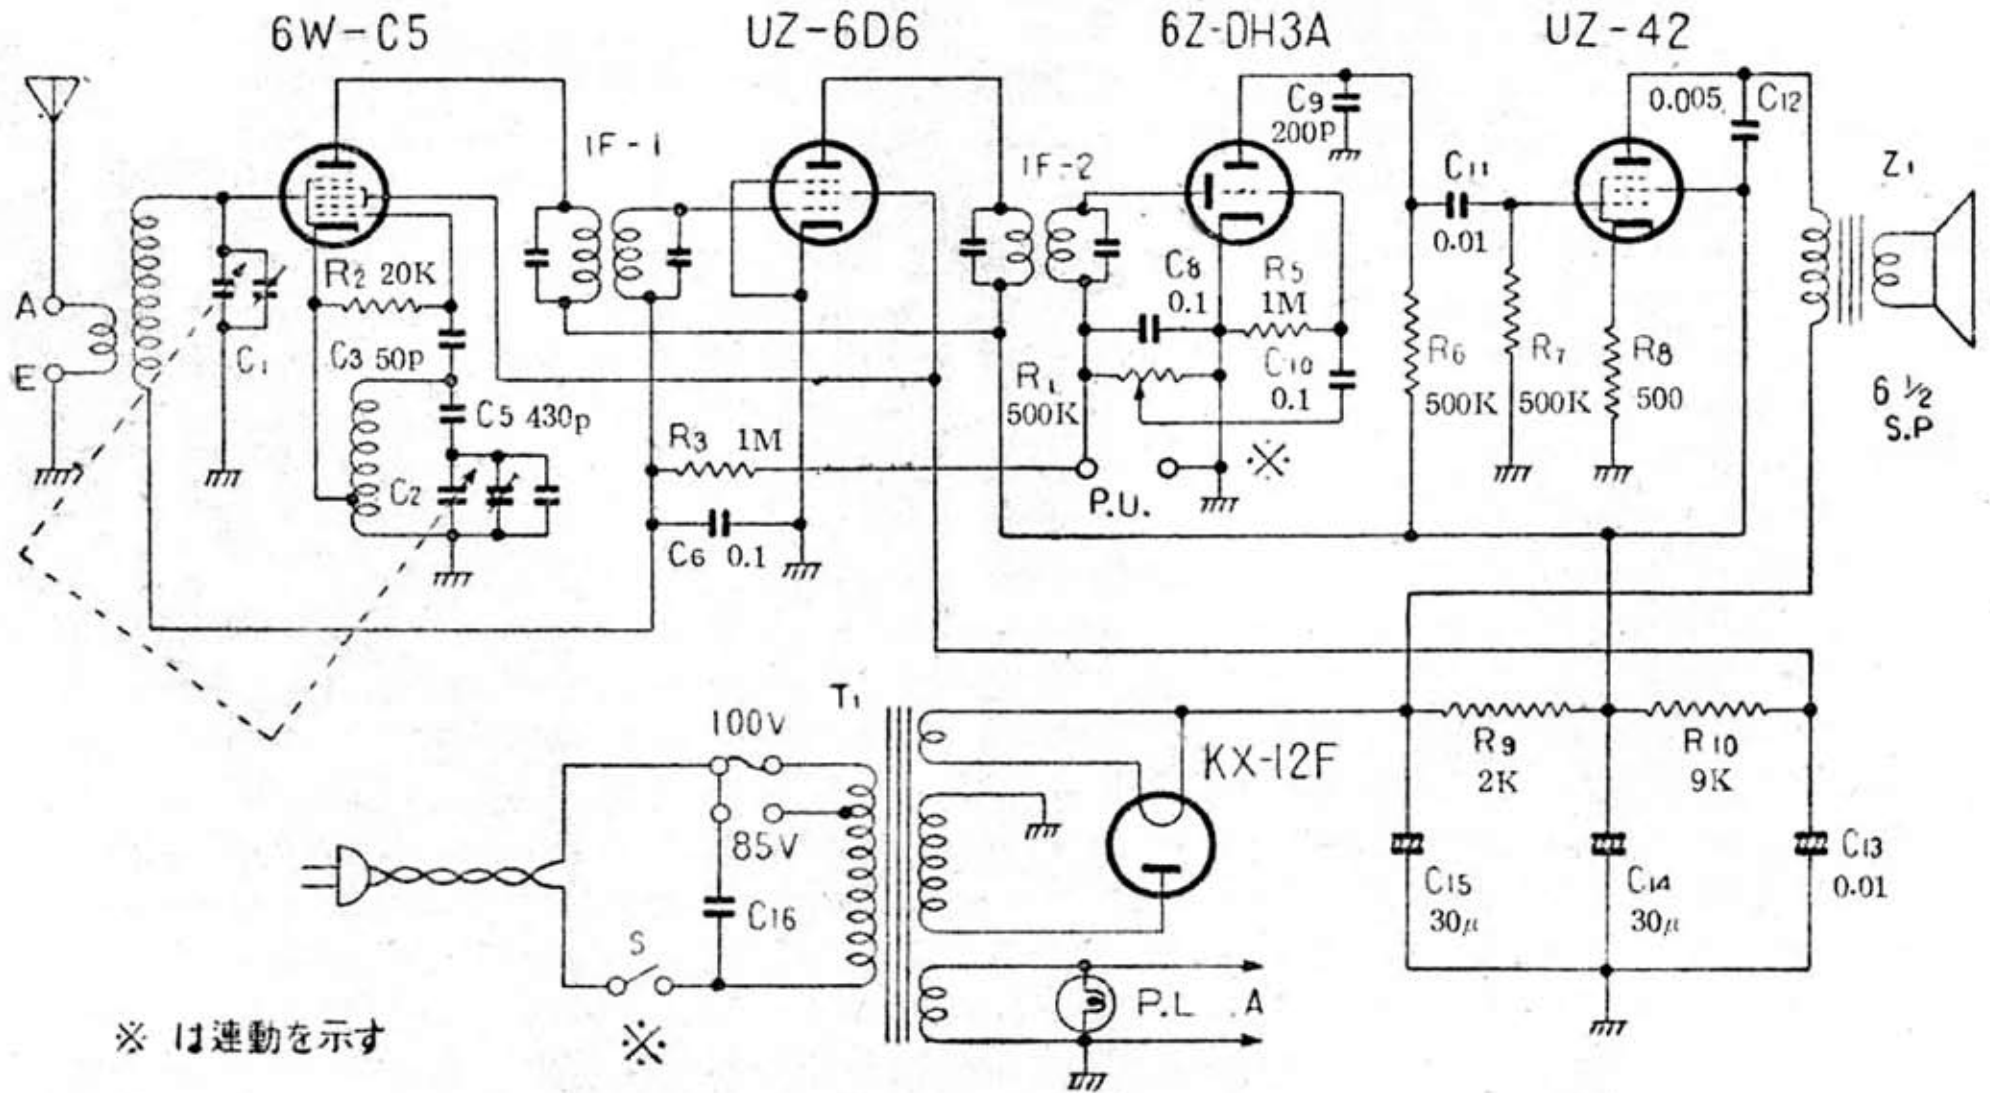 6W-C5
UZ-6D6
6Z-DH3A
UZ-42
IF-1
IF-2
C9
200P
0.005
C12
Z1
C11
0.01
A
E
C1
R2 20K
C3 50P
C5 430p
C2
R3 1M
C6 0.1
C8
0.1
R5
1M
R1
500K
C10
0.1
P.U.
※
R6
500K
R7
500K
R8
500
6 ½
S.P
T1
100V
85V
C16
S
※
KX-12F
P.L
A
R9
2K
R10
9K
C15
30μ
C14
30μ
C13
0.01
※ は連動を示す